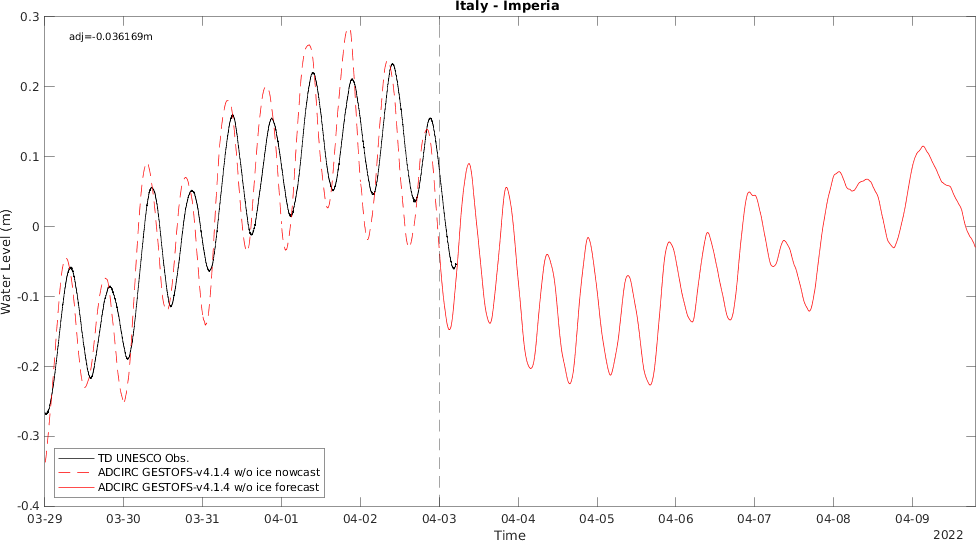 Italy - Imperia
adj=-0.036169m
0.3
0.2
0.1
0
-0.1
-0.2
-0.3
-0.4
Water Level (m)
TD UNESCO Obs.
ADCIRC GESTOFS-v4.1.4 w/o ice nowcast
ADCIRC GESTOFS-v4.1.4 w/o ice forecast
03-29 03-30 03-31 04-01 04-02 04-03 04-04 04-05 04-06 04-07 04-08 04-09
Time
2022